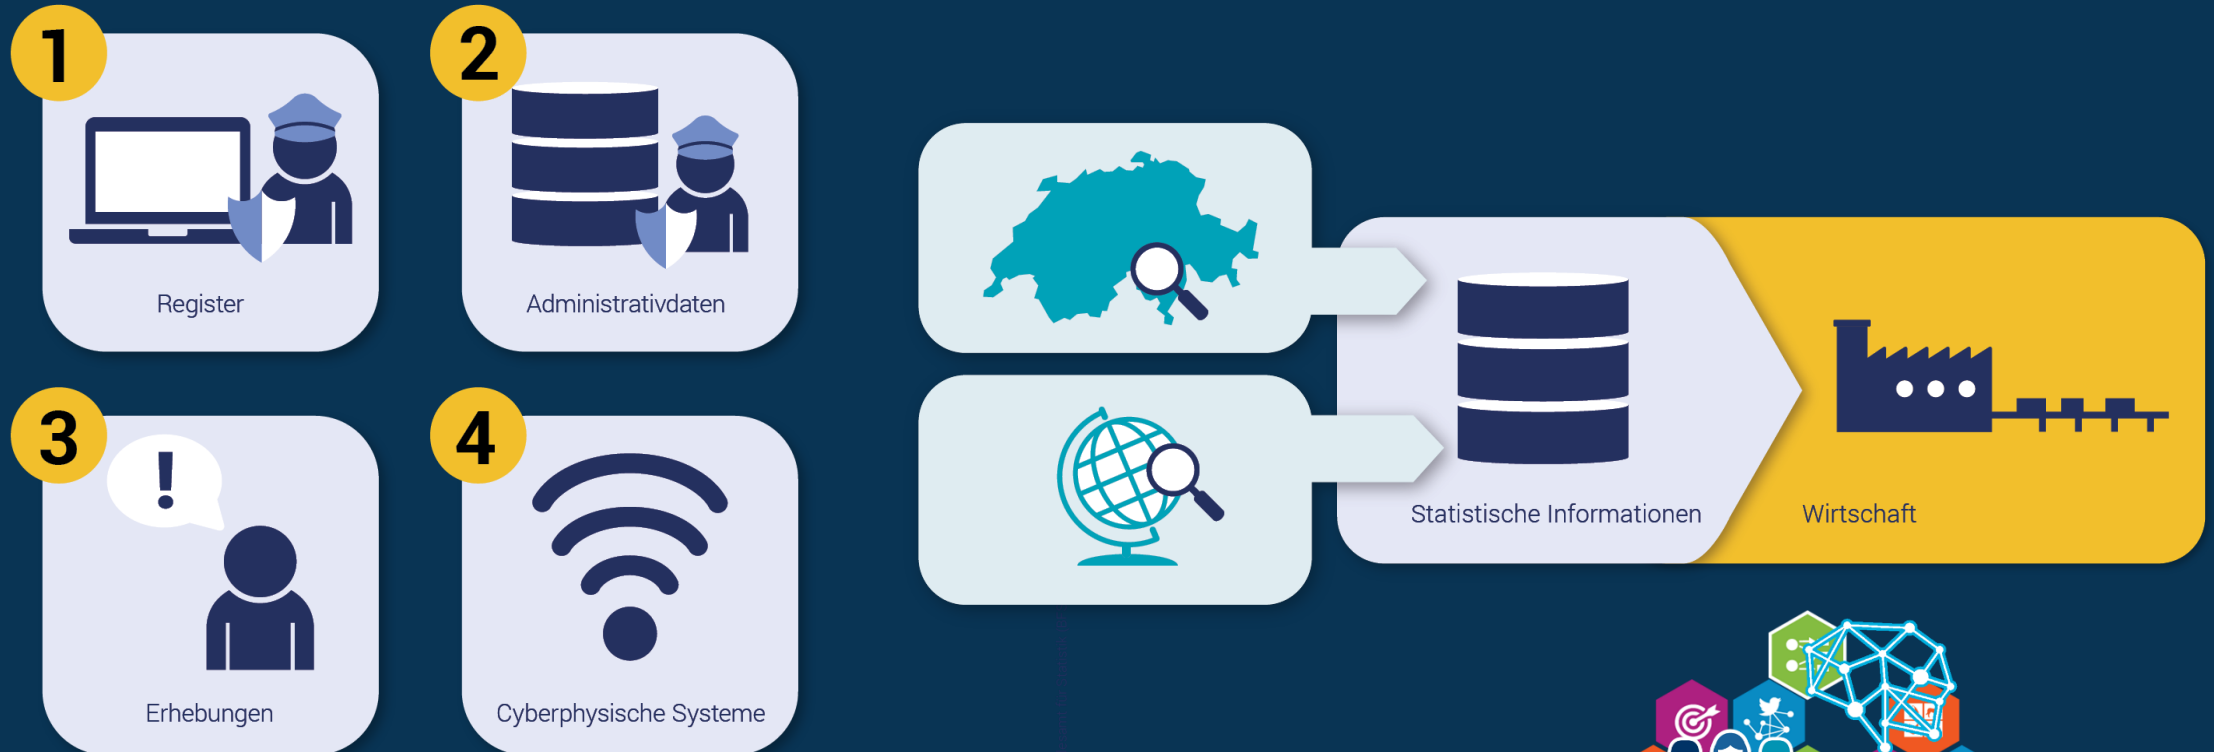 1
Register
2
Administrativdaten
3
!
Erhebungen
4
Cyberphysische Systeme
Statistische Informationen
Wirtschaft